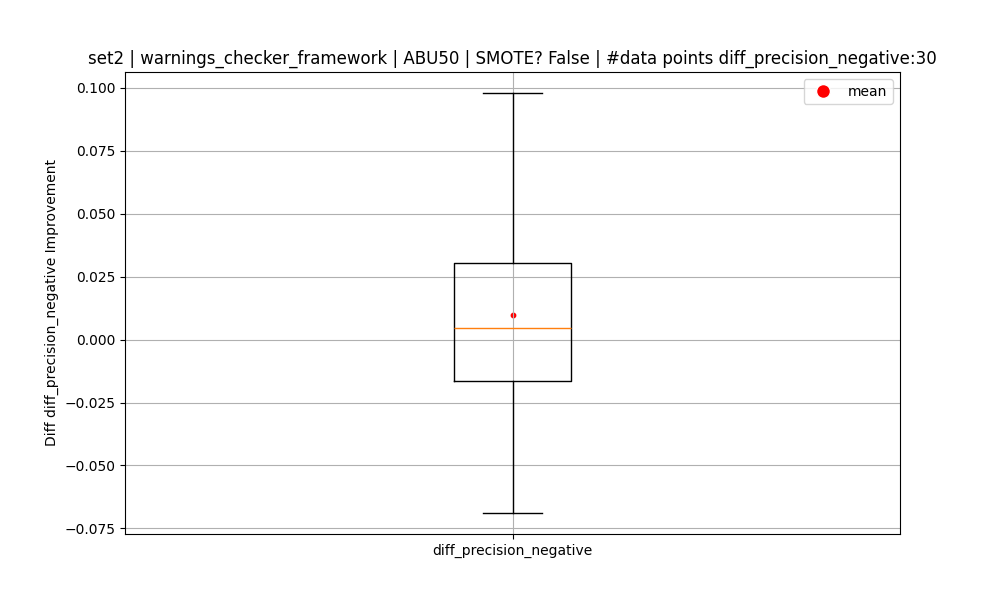 set2 | warnings_checker_framework | ABU50 | SMOTE? False | #data points diff_precision_negative:30
mean
Diff diff_precision_negative Improvement
0.100
0.075
0.050
0.025
0.000
−0.025
−0.050
−0.075
diff_precision_negative